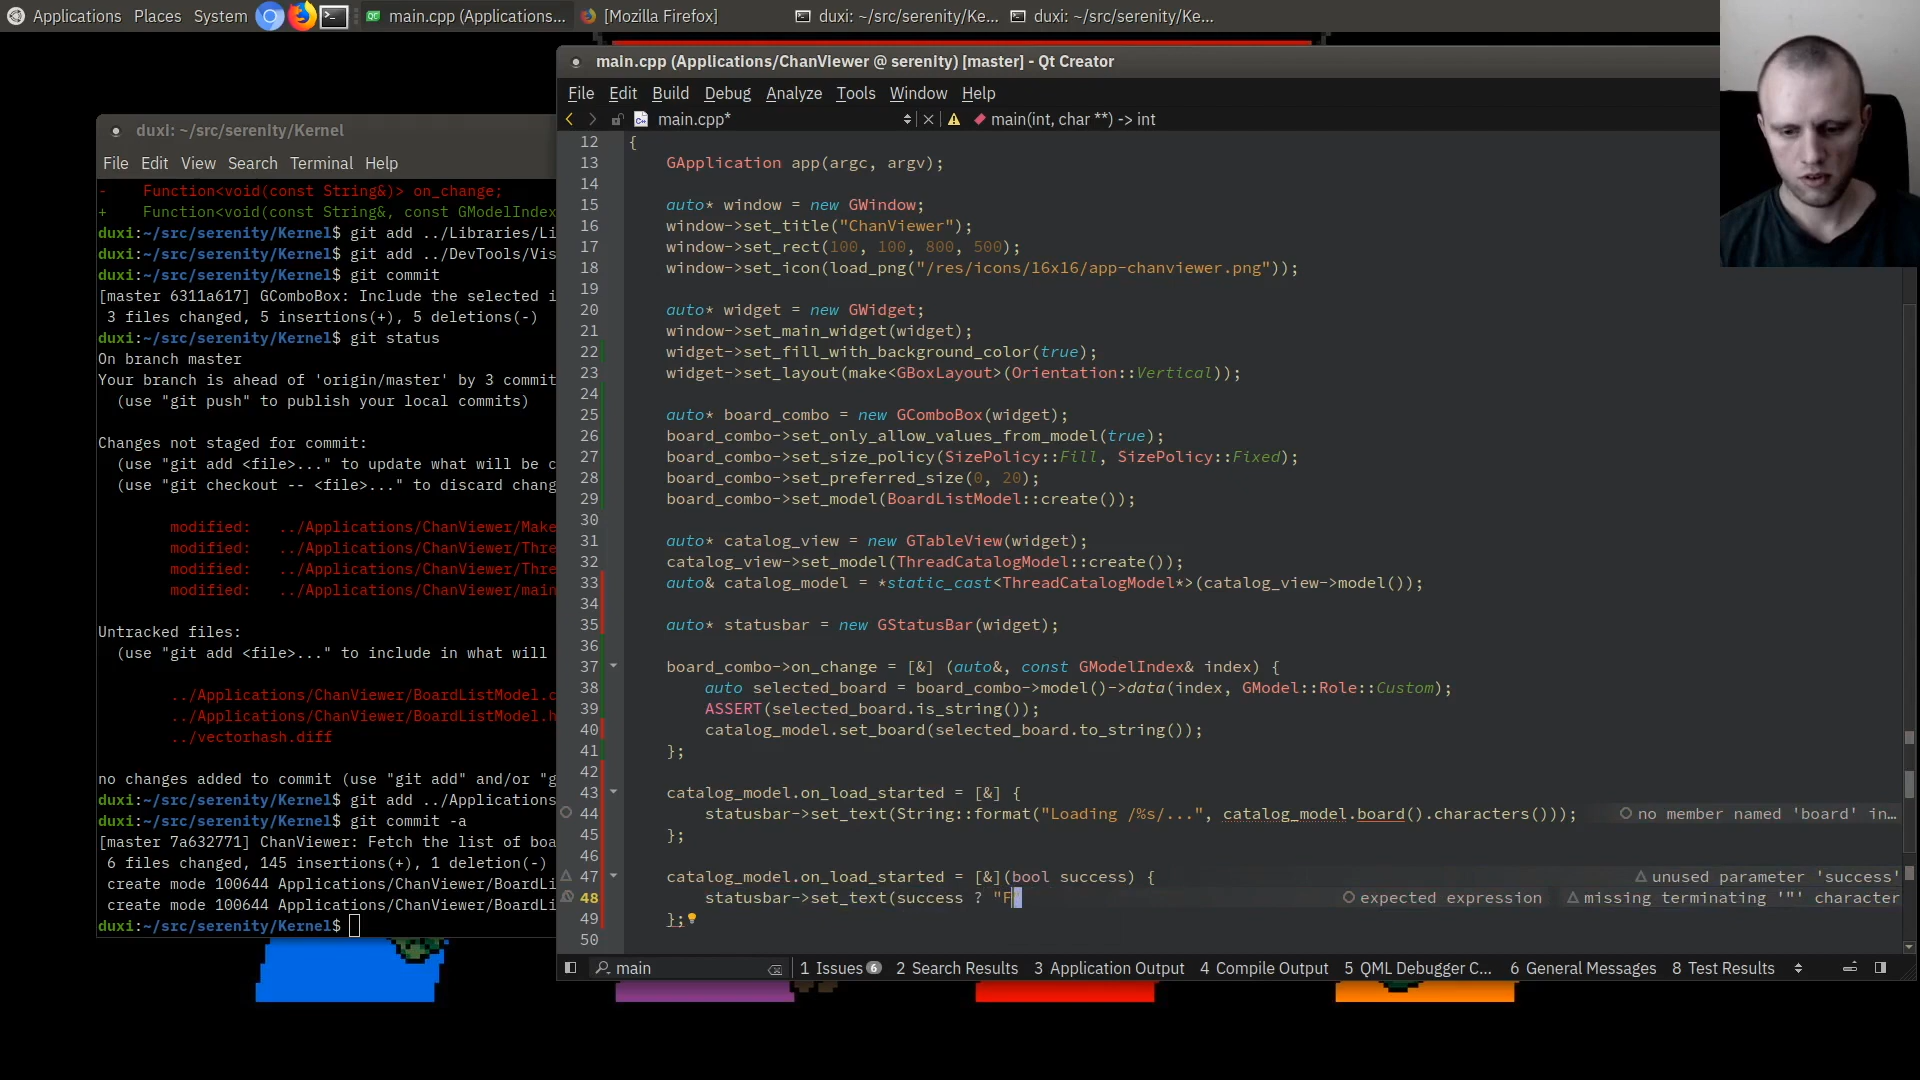 Applications Places System main.cpp (Applications... [Mozilla Firefox] duxi: ~/src/serenity/Ke... duxi: ~/src/serenity/Ke...
main.cpp (Applications/ChanViewer @ serenity) [master] - Qt Creator
File Edit Build Debug Analyze Tools Window Help
main.cpp* main(int, char **) -> int
duxi: ~/src/serenity/Kernel
File Edit View Search Terminal Help
- Function<void(const String&)> on_change;
+ Function<void(const String&, const GModelIndex
duxi:~/src/serenity/Kernel$ git add ../Libraries/Li
duxi:~/src/serenity/Kernel$ git add ../DevTools/Vis
duxi:~/src/serenity/Kernel$ git commit
[master 6311a617] GComboBox: Include the selected i
3 files changed, 5 insertions(+), 5 deletions(-)
duxi:~/src/serenity/Kernel$ git status
On branch master
Your branch is ahead of 'origin/master' by 3 commit
(use "git push" to publish your local commits)
Changes not staged for commit:
(use "git add <file>..." to update what will be c
(use "git checkout -- <file>..." to discard chang
modified: ../Applications/ChanViewer/Make
modified: ../Applications/ChanViewer/Thre
modified: ../Applications/ChanViewer/Thre
modified: ../Applications/ChanViewer/main
Untracked files:
(use "git add <file>..." to include in what will
../Applications/ChanViewer/BoardListModel.c
../Applications/ChanViewer/BoardListModel.h
../vectorhash.diff
no changes added to commit (use "git add" and/or "g
duxi:~/src/serenity/Kernel$ git add ../Applications
duxi:~/src/serenity/Kernel$ git commit -a
[master 7a632771] ChanViewer: Fetch the list of boa
6 files changed, 145 insertions(+), 1 deletion(-)
create mode 100644 Applications/ChanViewer/BoardLi
create mode 100644 Applications/ChanViewer/BoardLi
duxi:~/src/serenity/Kernel$
12 {
13 GApplication app(argc, argv);
14
15 auto* window = new GWindow;
16 window->set_title("ChanViewer");
17 window->set_rect(100, 100, 800, 500);
18 window->set_icon(load_png("/res/icons/16x16/app-chanviewer.png"));
19
20 auto* widget = new GWidget;
21 window->set_main_widget(widget);
22 widget->set_fill_with_background_color(true);
23 widget->set_layout(make<GBoxLayout>(Orientation::Vertical));
24
25 auto* board_combo = new GComboBox(widget);
26 board_combo->set_only_allow_values_from_model(true);
27 board_combo->set_size_policy(SizePolicy::Fill, SizePolicy::Fixed);
28 board_combo->set_preferred_size(0, 20);
29 board_combo->set_model(BoardListModel::create());
30
31 auto* catalog_view = new GTableView(widget);
32 catalog_view->set_model(ThreadCatalogModel::create());
33 auto& catalog_model = *static_cast<ThreadCatalogModel*>(catalog_view->model());
34
35 auto* statusbar = new GStatusBar(widget);
36
37 board_combo->on_change = [&] (auto&, const GModelIndex& index) {
38 auto selected_board = board_combo->model()->data(index, GModel::Role::Custom);
39 ASSERT(selected_board.is_string());
40 catalog_model.set_board(selected_board.to_string());
41 };
42
43 catalog_model.on_load_started = [&] {
44 statusbar->set_text(String::format("Loading /%s/...", catalog_model.board().characters())); no member named 'board' in...
45 };
46
47 catalog_model.on_load_started = [&](bool success) { unused parameter 'success'
48 statusbar->set_text(success ? "F" expected expression missing terminating '"' character
49 };
50
main 1 Issues 6 2 Search Results 3 Application Output 4 Compile Output 5 QML Debugger C... 6 General Messages 8 Test Results